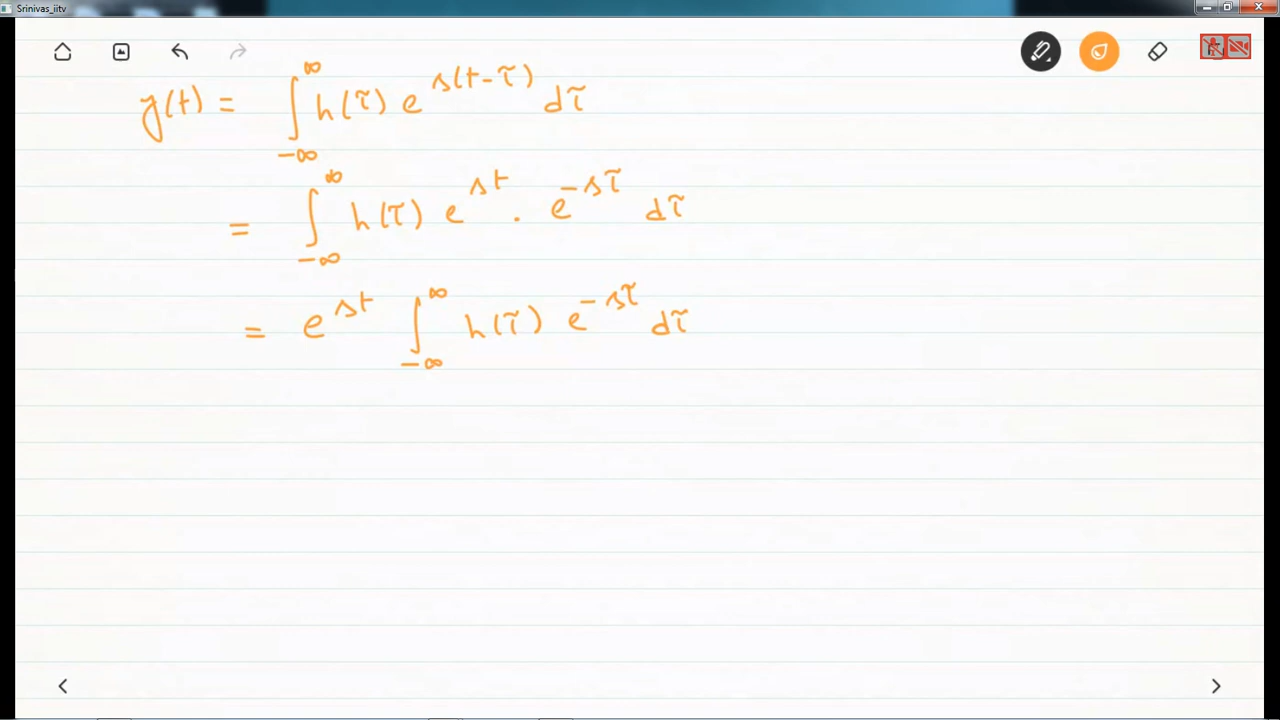 Srinivas_iitv
y(t) = ∫_{-∞}^{∞} h(τ) e^{s(t-τ)} dτ
= ∫_{-∞}^{∞} h(τ) e^{st} . e^{-sτ} dτ
= e^{st} ∫_{-∞}^{∞} h(τ) e^{-sτ} dτ